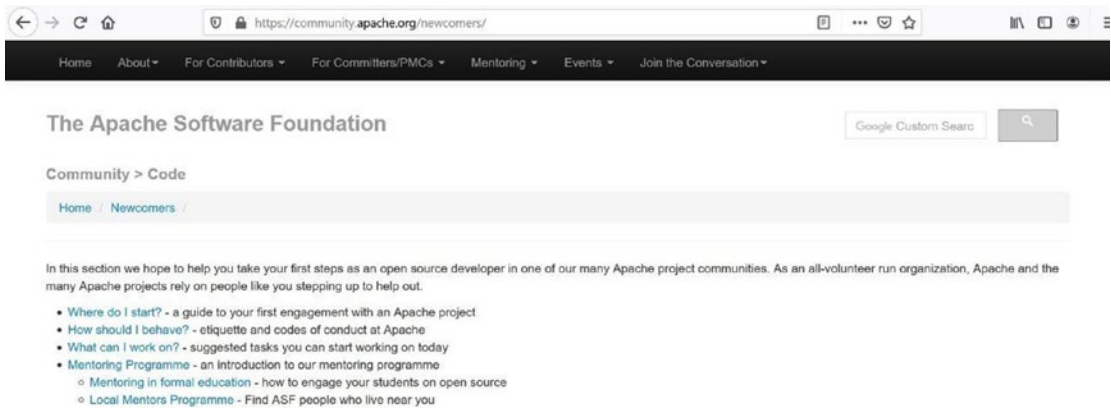 https://community.apache.org/newcomers/
Home About For Contributors For Committers/PMCs Mentoring Events Join the Conversation
The Apache Software Foundation
Google Custom Searc
Community > Code
Home / Newcomers /
In this section we hope to help you take your first steps as an open source developer in one of our many Apache project communities. As an all-volunteer run organization, Apache and the
many Apache projects rely on people like you stepping up to help out.
• Where do I start? - a guide to your first engagement with an Apache project
• How should I behave? - etiquette and codes of conduct at Apache
• What can I work on? - suggested tasks you can start working on today
• Mentoring Programme - an introduction to our mentoring programme
◦ Mentoring in formal education - how to engage your students on open source
◦ Local Mentors Programme - Find ASF people who live near you